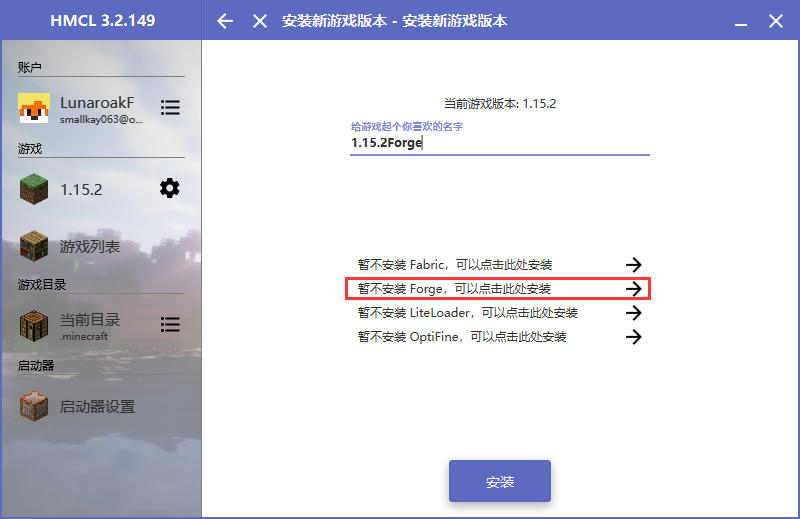 HMCL 3.2.149
安装新游戏版本 - 安装新游戏版本
账户
LunaroakF
smallkay063@o...
游戏
1.15.2
游戏列表
游戏目录
当前目录
.minecraft
启动器
启动器设置
当前游戏版本: 1.15.2
给游戏起个你喜欢的名字
1.15.2Forge
暂不安装 Fabric，可以点击此处安装
暂不安装 Forge，可以点击此处安装
暂不安装 LiteLoader，可以点击此处安装
暂不安装 OptiFine，可以点击此处安装
安装